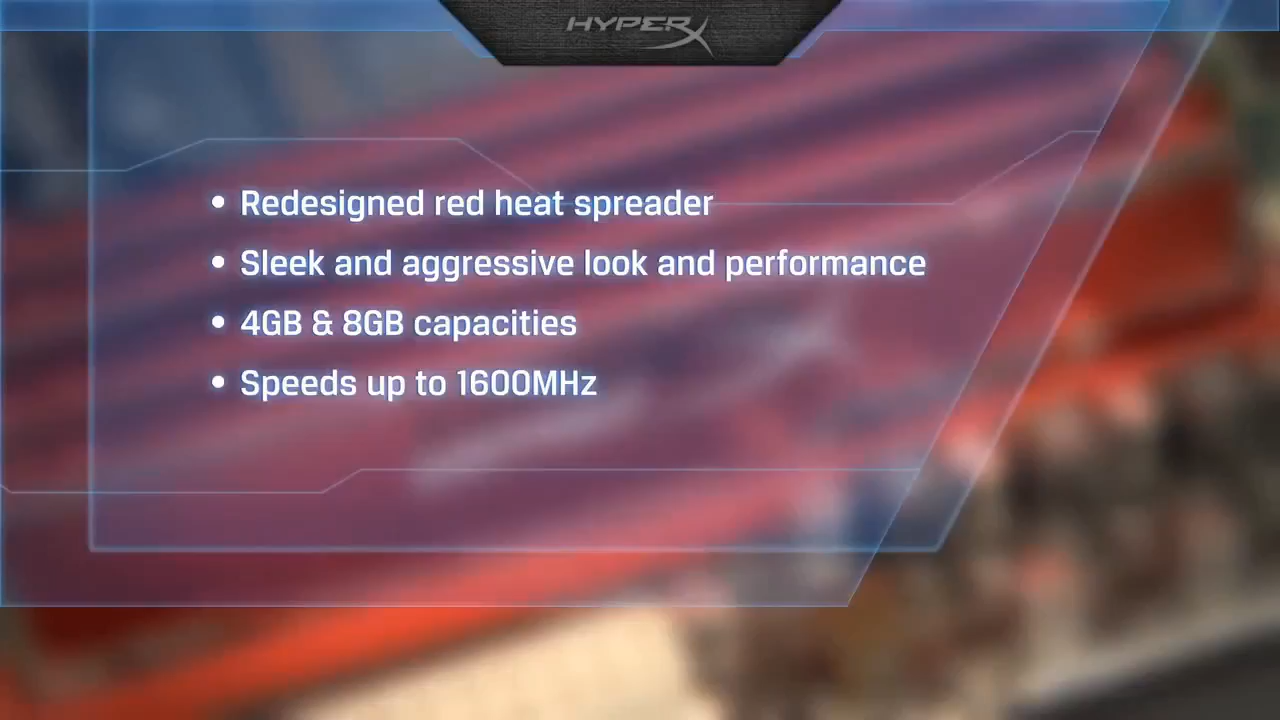 HYPERX
• Redesigned red heat spreader
• Sleek and aggressive look and performance
• 4GB & 8GB capacities
• Speeds up to 1600MHz